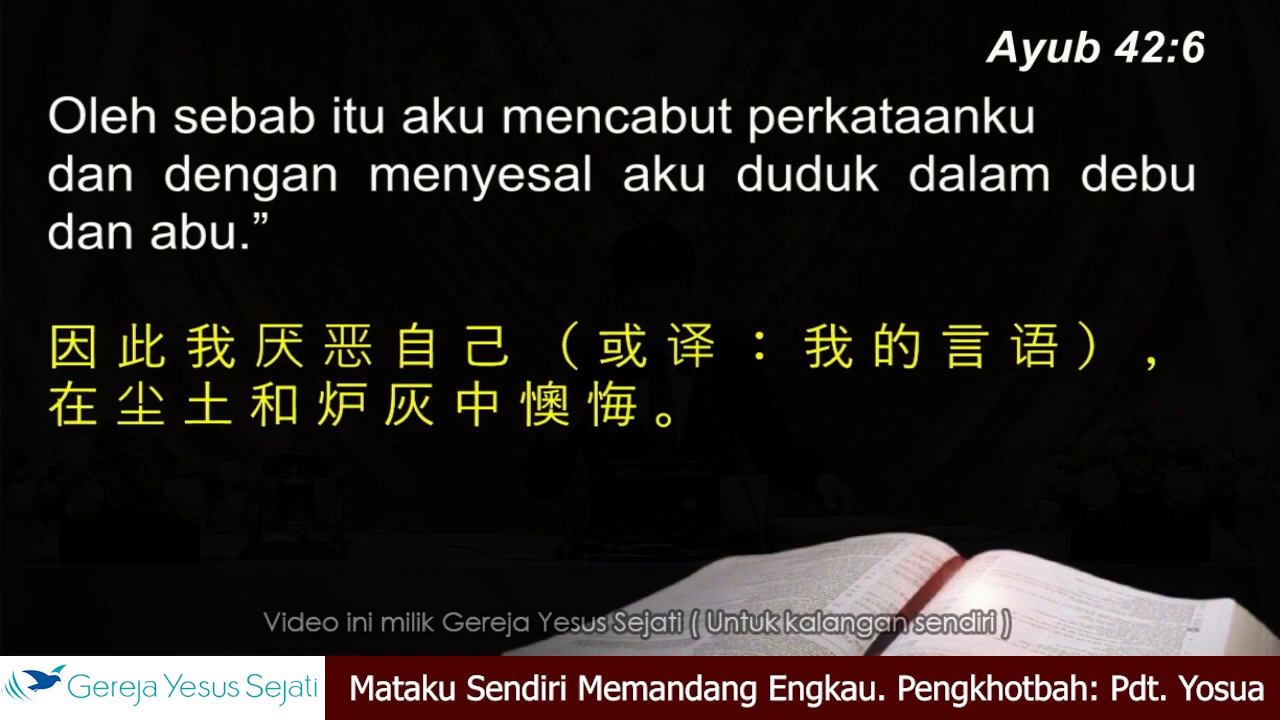 Ayub 42:6
Oleh sebab itu aku mencabut perkataanku
dan dengan menyesal aku duduk dalam debu
dan abu.”
因此我厌恶自己（或译：我的言语），
在尘土和炉灰中懊悔。
Video ini milik Gereja Yesus Sejati ( Untuk kalangan sendiri )
Gereja Yesus Sejati
Mataku Sendiri Memandang Engkau. Pengkhotbah: Pdt. Yosua